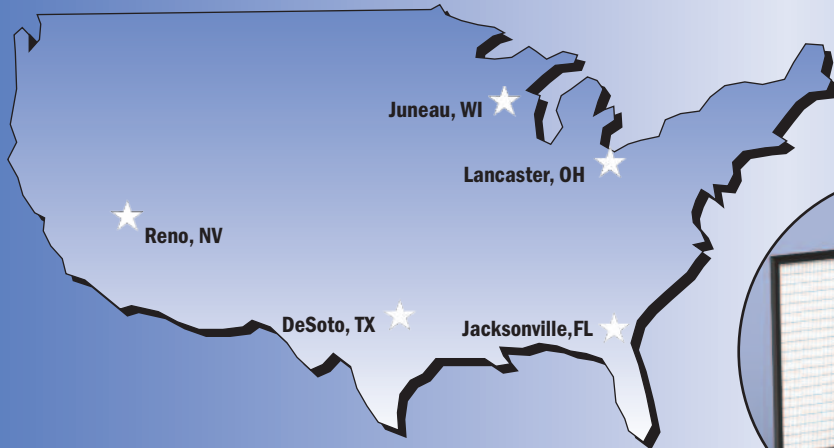 Juneau, WI
Lancaster, OH
Reno, NV
DeSoto, TX
Jacksonville,FL